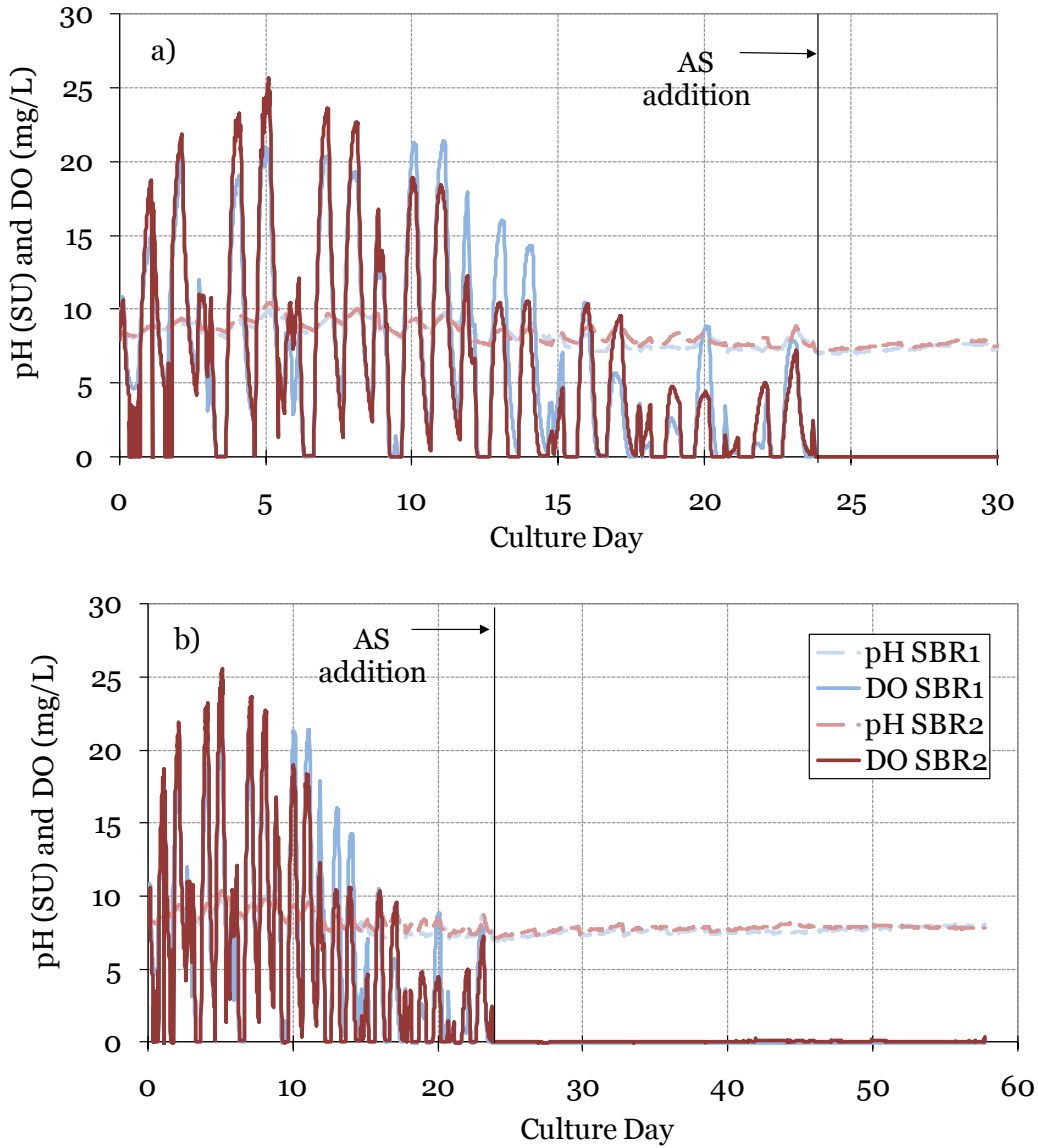 30
a)
AS
addition
25
20
15
10
5
0
pH (SU) and DO (mg/L)
0 5 10 15 20 25 30
Culture Day
30
b)
AS
addition
25
20
15
10
5
0
pH (SU) and DO (mg/L)
pH SBR1
DO SBR1
pH SBR2
DO SBR2
0 10 20 30 40 50 60
Culture Day